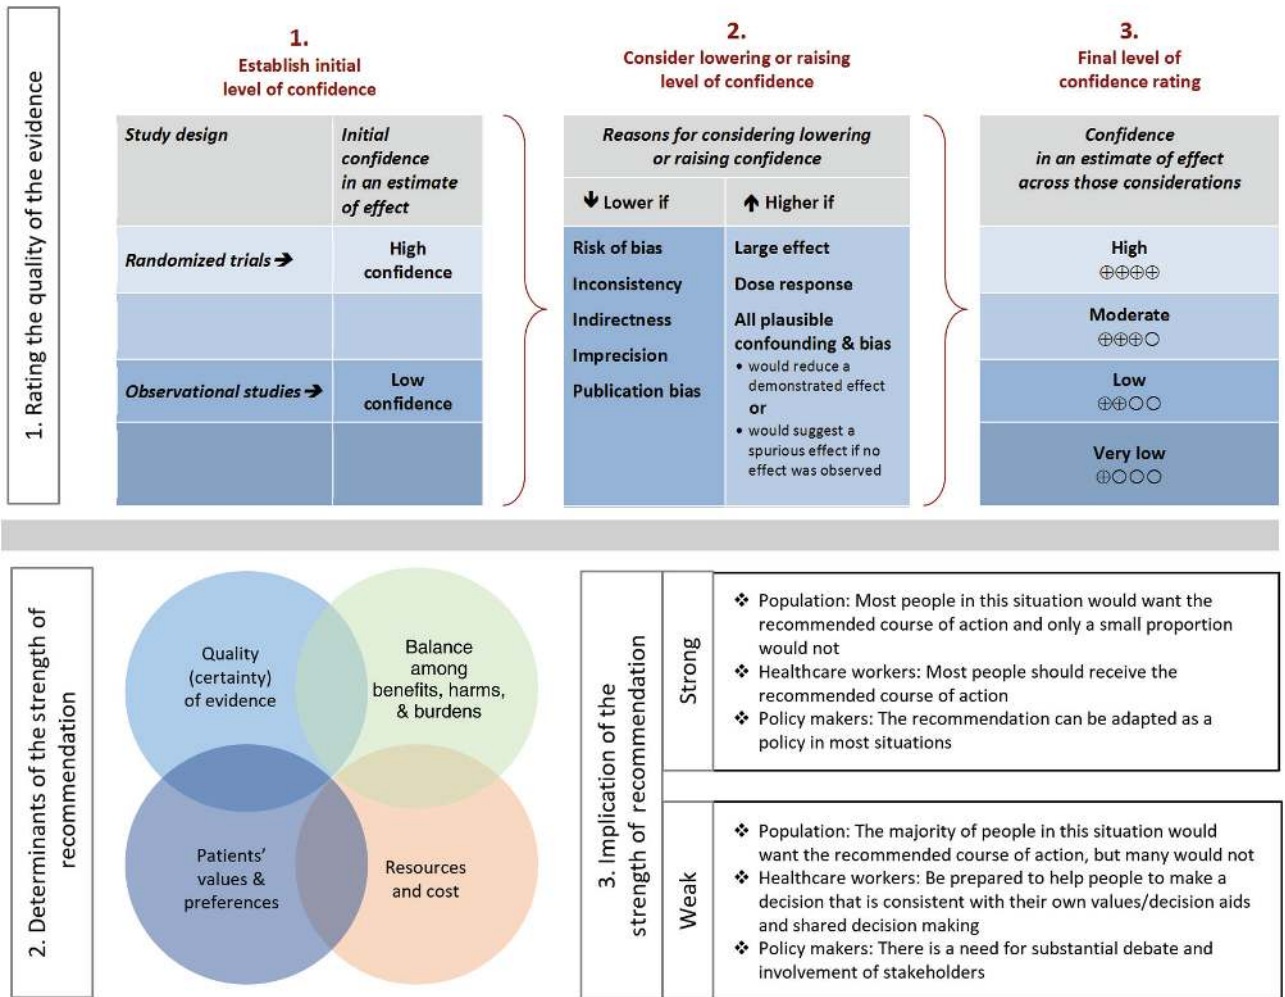 1. Rating the quality of the evidence
1.
Establish initial
level of confidence
Study design
Initial
confidence
in an estimate
of effect
Randomized trials ➔
High
confidence
Observational studies ➔
Low
confidence
2.
Consider lowering or raising
level of confidence
Reasons for considering lowering
or raising confidence
🡻 Lower if
🡹 Higher if
Risk of bias
Inconsistency
Indirectness
Imprecision
Publication bias
Large effect
Dose response
All plausible
confounding & bias
• would reduce a
demonstrated effect
or
• would suggest a
spurious effect if no
effect was observed
3.
Final level of
confidence rating
Confidence
in an estimate of effect
across those considerations
High
⊕⊕⊕⊕
Moderate
⊕⊕⊕○
Low
⊕⊕○○
Very low
⊕○○○
2. Determinants of the strength of
recommendation
Quality
(certainty)
of evidence
Balance
among
benefits, harms,
& burdens
Patients'
values &
preferences
Resources
and cost
3. Implication of the
strength of recommendation
Strong
❖ Population: Most people in this situation would want the
recommended course of action and only a small proportion
would not
❖ Healthcare workers: Most people should receive the
recommended course of action
❖ Policy makers: The recommendation can be adapted as a
policy in most situations
Weak
❖ Population: The majority of people in this situation would
want the recommended course of action, but many would not
❖ Healthcare workers: Be prepared to help people to make a
decision that is consistent with their own values/decision aids
and shared decision making
❖ Policy makers: There is a need for substantial debate and
involvement of stakeholders